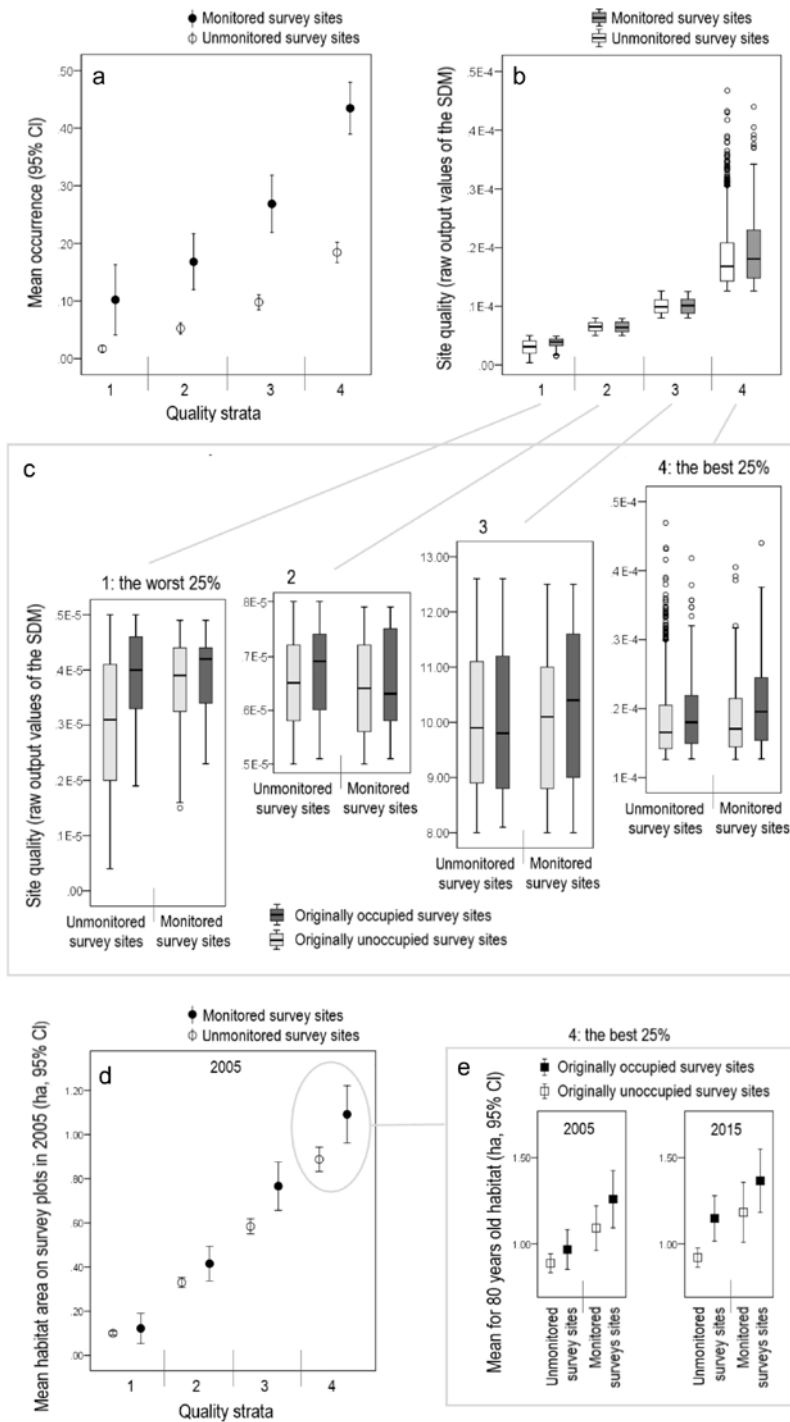 Monitored survey sites
Unmonitored survey sites
a
Mean occurrence (95% CI)
.50
.40
.30
.20
.10
.00
1 2 3 4
Quality strata
Monitored survey sites
Unmonitored survey sites
b
Site quality (raw output values of the SDM)
.5E-4
.4E-4
.3E-4
.2E-4
.1E-4
.00
1 2 3 4
c
1: the worst 25%
2
3
4: the best 25%
Site quality (raw output values of the SDM)
.5E-5
.4E-5
.3E-5
.2E-5
.1E-5
.00
Unmonitored survey sites
Monitored survey sites
.8E-5
.7E-5
.6E-5
.5E-5
Unmonitored survey sites
Monitored survey sites
13.00
12.00
11.00
10.00
9.00
8.00
Unmonitored survey sites
Monitored survey sites
.5E-4
.4E-4
.3E-4
.2E-4
.1E-4
Unmonitored survey sites
Monitored survey sites
Originally occupied survey sites
Originally unoccupied survey sites
Monitored survey sites
Unmonitored survey sites
d
2005
Mean habitat area on survey plots in 2005 (ha, 95% CI)
1.20
1.00
.80
.60
.40
.20
.00
1 2 3 4
Quality strata
4: the best 25%
e
Originally occupied survey sites
Originally unoccupied survey sites
Mean for 80 years old habitat (ha, 95% CI)
2005
1.50
1.00
Unmonitored
survey sites
Monitored
surveys sites
2015
1.50
1.00
Unmonitored
survey sites
Monitored
surveys sites